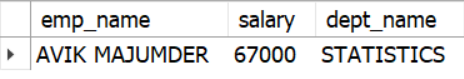 emp_name salary dept_name
AVIK MAJUMDER 67000 STATISTICS